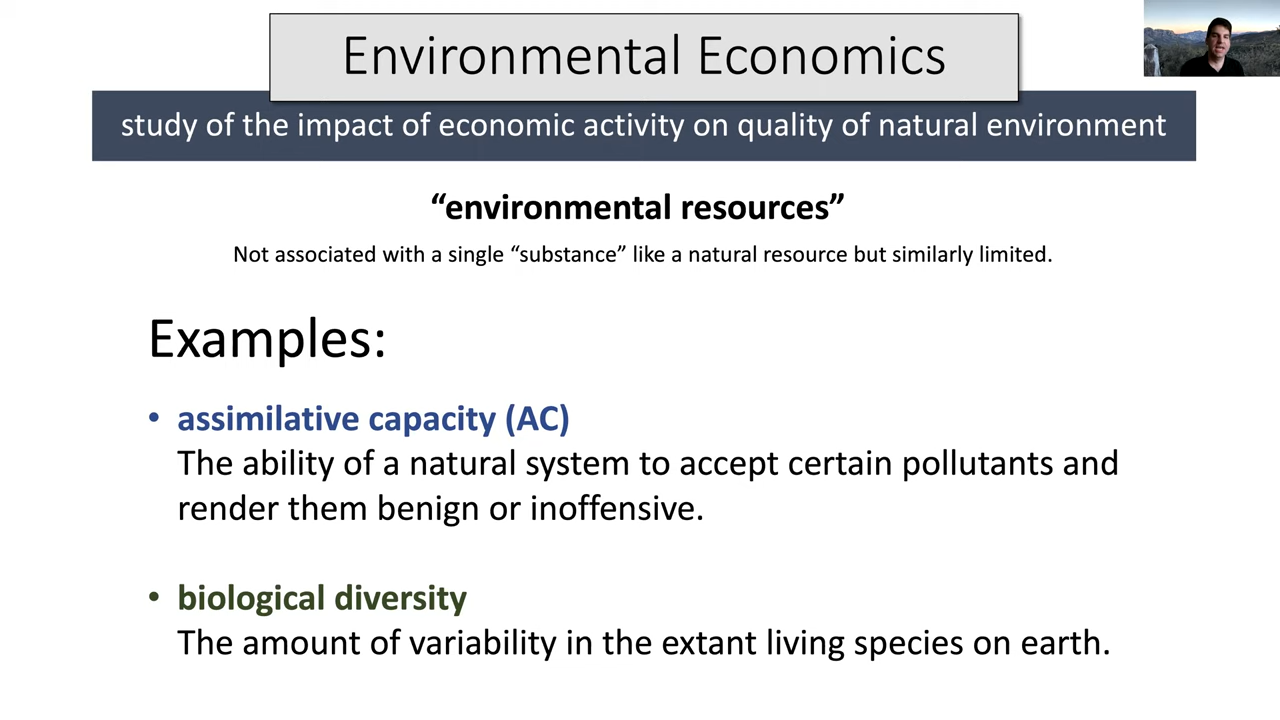 Environmental Economics
study of the impact of economic activity on quality of natural environment
“environmental resources”
Not associated with a single “substance” like a natural resource but similarly limited.
Examples:
• assimilative capacity (AC)
The ability of a natural system to accept certain pollutants and
render them benign or inoffensive.
• biological diversity
The amount of variability in the extant living species on earth.